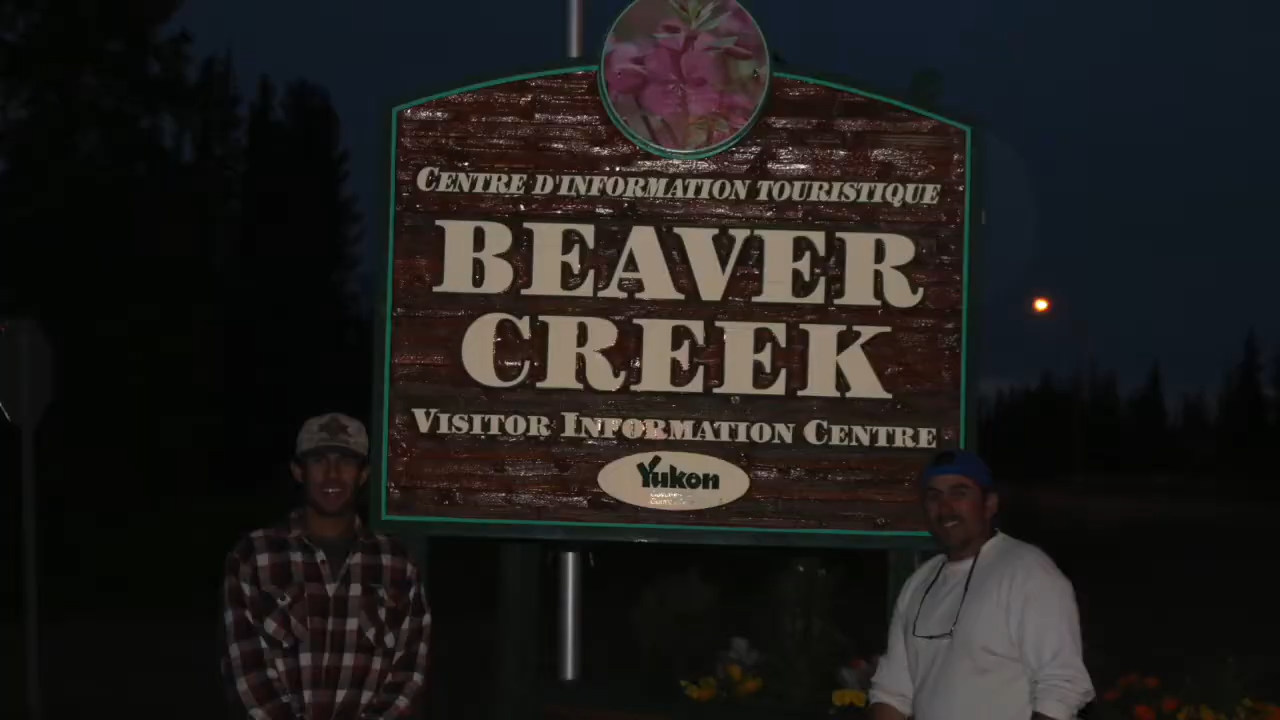 CENTRE D'INFORMATION TOURISTIQUE
BEAVER
CREEK
VISITOR INFORMATION CENTRE
Yukon